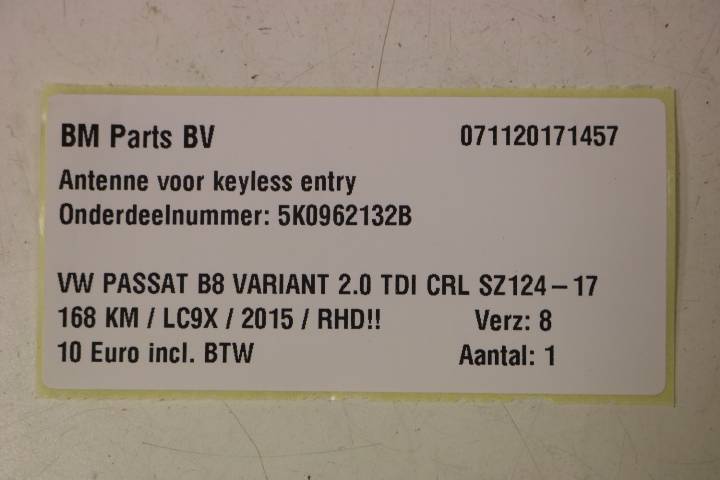 BM Parts BV 071120171457
Antenne voor keyless entry
Onderdeelnummer: 5K0962132B
VW PASSAT B8 VARIANT 2.0 TDI CRL SZ124-17
168 KM / LC9X / 2015 / RHD!! Verz: 8
10 Euro incl. BTW Aantal: 1